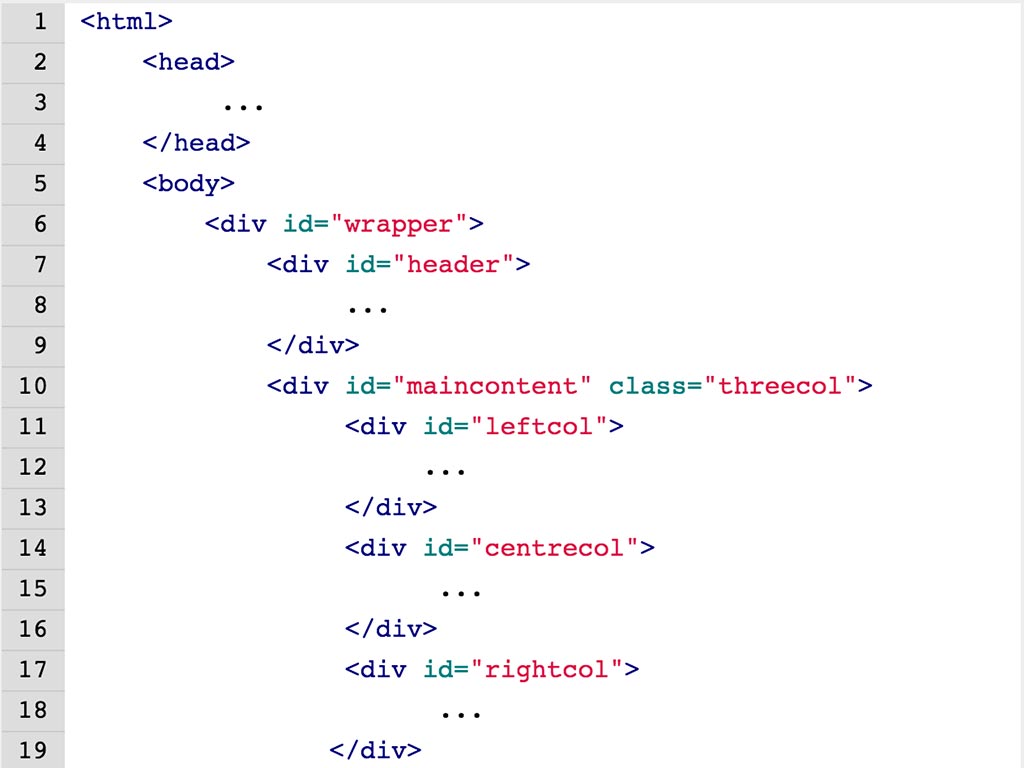 1 <html>
2 <head>
3 ...
4 </head>
5 <body>
6 <div id="wrapper">
7 <div id="header">
8 ...
9 </div>
10 <div id="maincontent" class="threecol">
11 <div id="leftcol">
12 ...
13 </div>
14 <div id="centrecol">
15 ...
16 </div>
17 <div id="rightcol">
18 ...
19 </div>